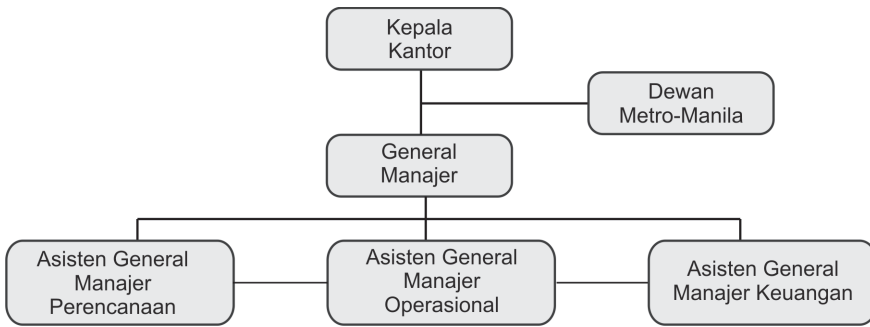 Kepala
Kantor
Dewan
Metro-Manila
General
Manajer
Asisten General
Manajer
Perencanaan
Asisten General
Manajer
Operasional
Asisten General
Manajer Keuangan